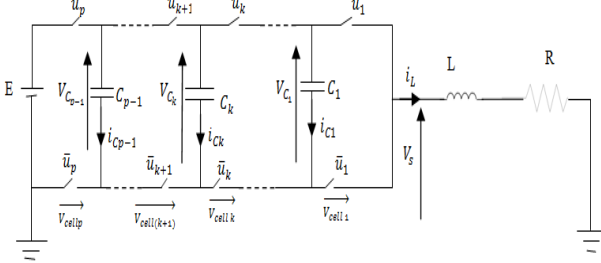 u_p u_{k+1} u_k u_1
E V_{C_{p-1}} C_{p-1} V_{C_k} C_k V_{C_1} C_1 i_L L R
i_{Cp-1} i_{Ck} i_{C1} V_s
ū_p ū_{k+1} ū_k ū_1
V_{cellp} V_{cell(k+1)} V_{cell k} V_{cell 1}